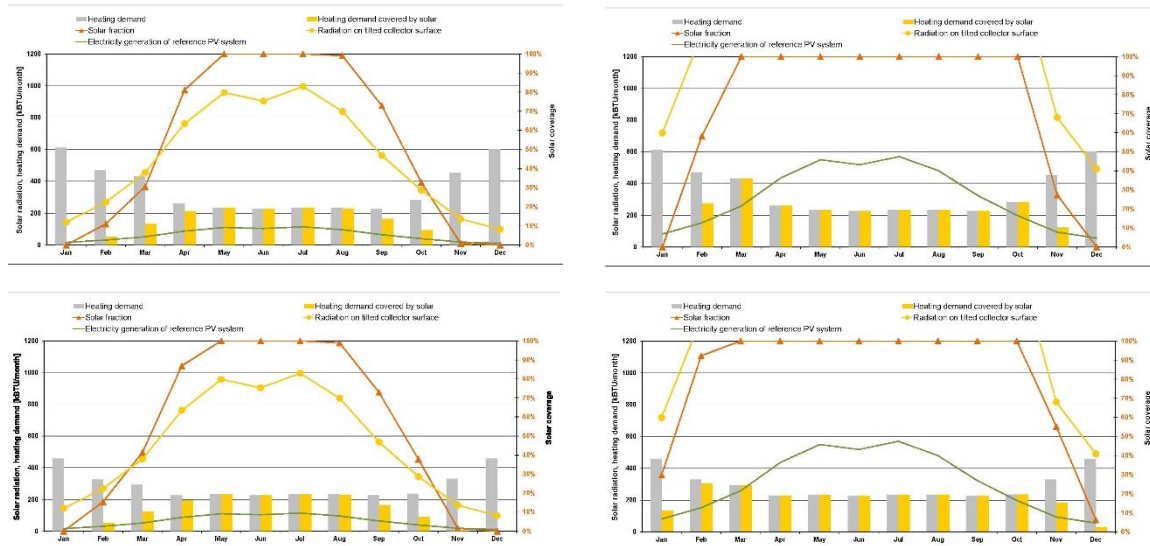 Heating demand
Heating demand covered by solar
Solar fraction
Radiation on tilted collector surface
Electricity generation of reference PV system
Solar radiation, heating demand [kBTU/month]
1200
1000
800
600
400
200
0
100%
90%
80%
70%
60%
50%
40%
30%
20%
10%
0%
Solar coverage
Jan Feb Mar Apr May Jun Jul Aug Sep Oct Nov Dec
Heating demand
Heating demand covered by solar
Solar fraction
Radiation on tilted collector surface
Electricity generation of reference PV system
Solar radiation, heating demand [kBTU/month]
1200
1000
800
600
400
200
0
100%
90%
80%
70%
60%
50%
40%
30%
20%
10%
0%
Solar coverage
Jan Feb Mar Apr May Jun Jul Aug Sep Oct Nov Dec
Heating demand
Heating demand covered by solar
Solar fraction
Radiation on tilted collector surface
Electricity generation of reference PV system
Solar radiation, heating demand [kBTU/month]
1200
1000
800
600
400
200
0
100%
90%
80%
70%
60%
50%
40%
30%
20%
10%
0%
Solar coverage
Jan Feb Mar Apr May Jun Jul Aug Sep Oct Nov Dec
Heating demand
Heating demand covered by solar
Solar fraction
Radiation on tilted collector surface
Electricity generation of reference PV system
Solar radiation, heating demand [kBTU/month]
1200
1000
800
600
400
200
0
100%
90%
80%
70%
60%
50%
40%
30%
20%
10%
0%
Solar coverage
Jan Feb Mar Apr May Jun Jul Aug Sep Oct Nov Dec